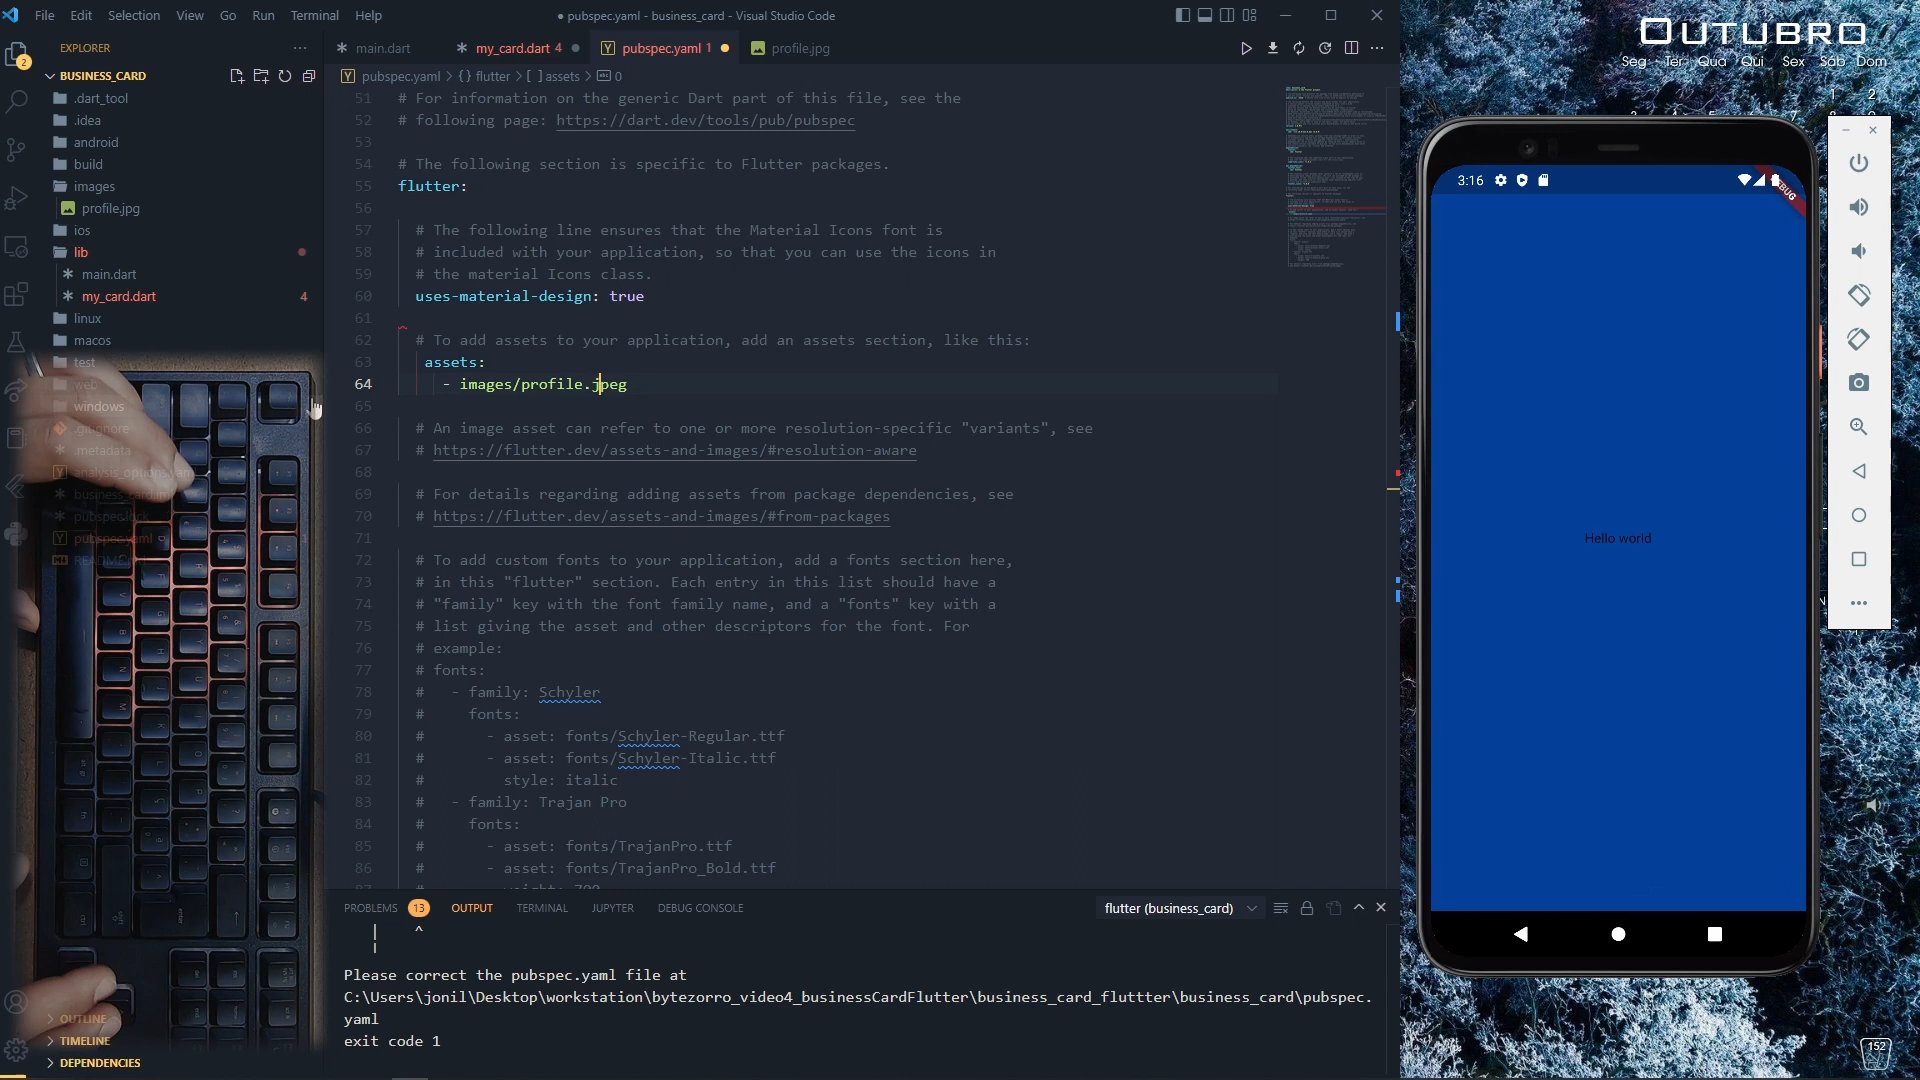 File Edit Selection View Go Run Terminal Help
● pubspec.yaml - business_card - Visual Studio Code
EXPLORER
BUSINESS_CARD
.dart_tool
.idea
android
build
images
profile.jpg
ios
lib
main.dart
my_card.dart 4
linux
macos
test
web
windows
.gitignore
.metadata
pubspec.lock
pubspec.yaml
OUTLINE
TIMELINE
DEPENDENCIES
2
main.dart
my_card.dart 4
pubspec.yaml 1
profile.jpg
pubspec.yaml > {} flutter > [ ] assets > 0
51 # For information on the generic Dart part of this file, see the
52 # following page: https://dart.dev/tools/pub/pubspec
53
54 # The following section is specific to Flutter packages.
55 flutter:
56
57 # The following line ensures that the Material Icons font is
58 # included with your application, so that you can use the icons in
59 # the material Icons class.
60 uses-material-design: true
61
62 # To add assets to your application, add an assets section, like this:
63 assets:
64 - images/profile.jpeg
65
66 # An image asset can refer to one or more resolution-specific "variants", see
67 # https://flutter.dev/assets-and-images/#resolution-aware
68
69 # For details regarding adding assets from package dependencies, see
70 # https://flutter.dev/assets-and-images/#from-packages
71
72 # To add custom fonts to your application, add a fonts section here,
73 # in this "flutter" section. Each entry in this list should have a
74 # "family" key with the font family name, and a "fonts" key with a
75 # list giving the asset and other descriptors for the font. For
76 # example:
77 # fonts:
78 # - family: Schyler
79 # fonts:
80 # - asset: fonts/Schyler-Regular.ttf
81 # - asset: fonts/Schyler-Italic.ttf
82 # style: italic
83 # - family: Trajan Pro
84 # fonts:
85 # - asset: fonts/TrajanPro.ttf
86 # - asset: fonts/TrajanPro_Bold.ttf
PROBLEMS 13 OUTPUT TERMINAL JUPYTER DEBUG CONSOLE
flutter (business_card)
| ^
Please correct the pubspec.yaml file at
C:\Users\jonil\Desktop\workstation\bytezorro_video4_businessCardFlutter\business_card_fluttter\business_card\pubspec.
yaml
exit code 1
OUTUBRO
Seg Ter Qua Qui Sex Sáb Dom
1 2
3:16
Hello world
152